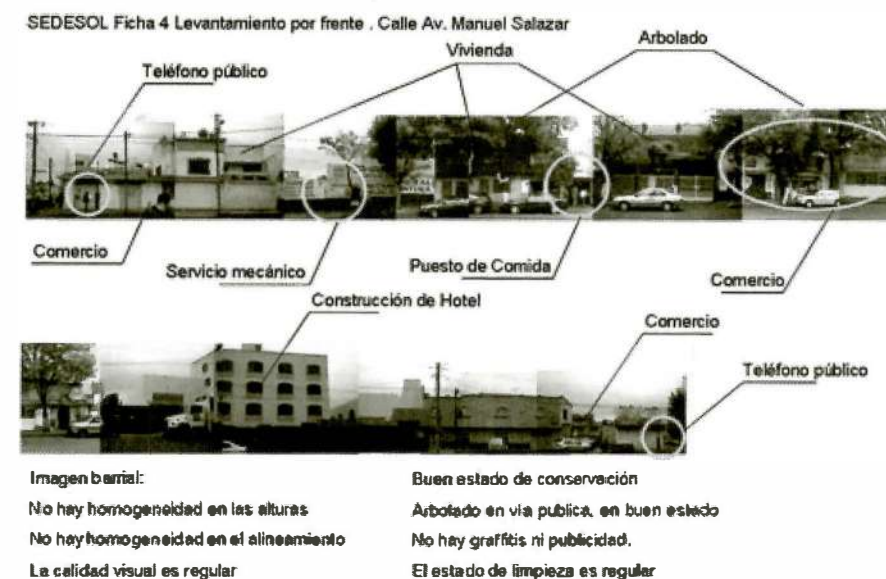 SEDESOL Ficha 4 Levantamiento por frente . Calle Av. Manuel Salazar
Vivienda
Arbolado
Teléfono público
Comercio
Servicio mecánico
Puesto de Comida
Comercio
Construcción de Hotel
Comercio
Teléfono público
Imagen barrial:
No hay homogeneidad en las alturas
No hay homogeneidad en el alineamiento
La calidad visual es regular
Buen estado de conservación
Arbolado en via publica, en buen estado
No hay graffitis ni publicidad.
El estado de limpieza es regular